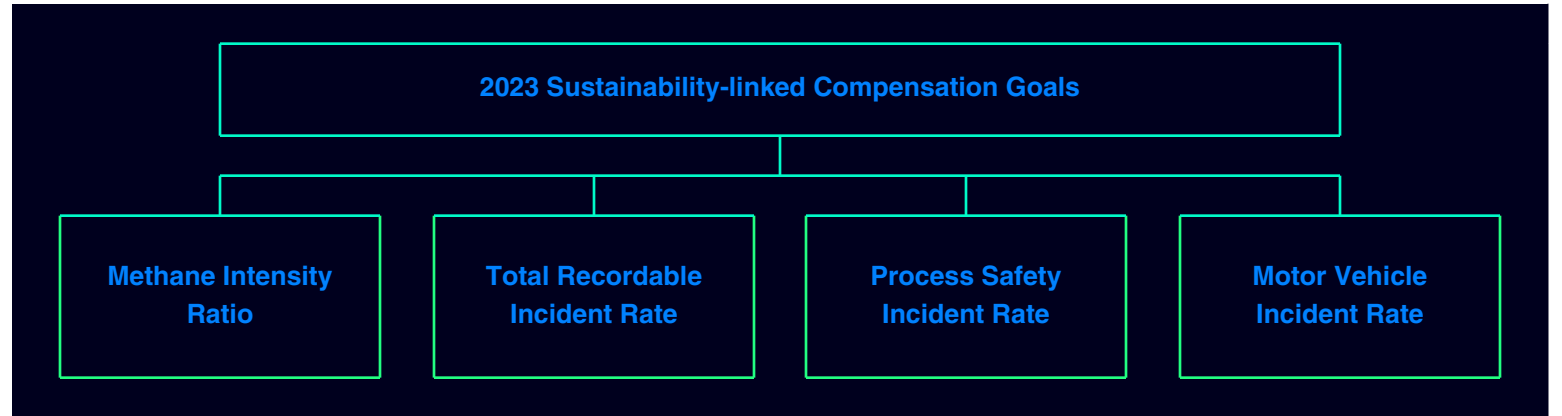 2023 Sustainability-linked Compensation Goals
Methane Intensity
Ratio
Total Recordable
Incident Rate
Process Safety
Incident Rate
Motor Vehicle
Incident Rate